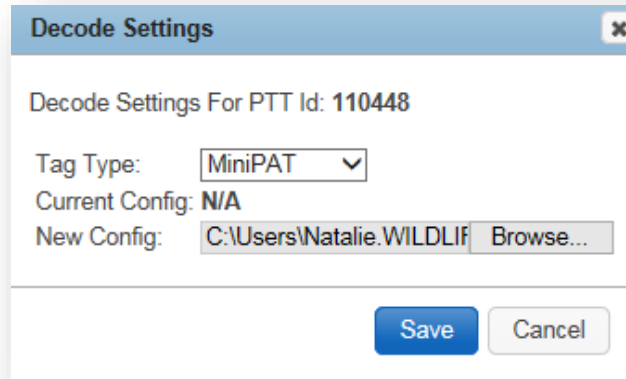 Decode Settings
Decode Settings For PTT Id: 110448
Tag Type: MiniPAT
Current Config: N/A
New Config: C:\Users\Natalie.WILDLIF Browse...
Save Cancel